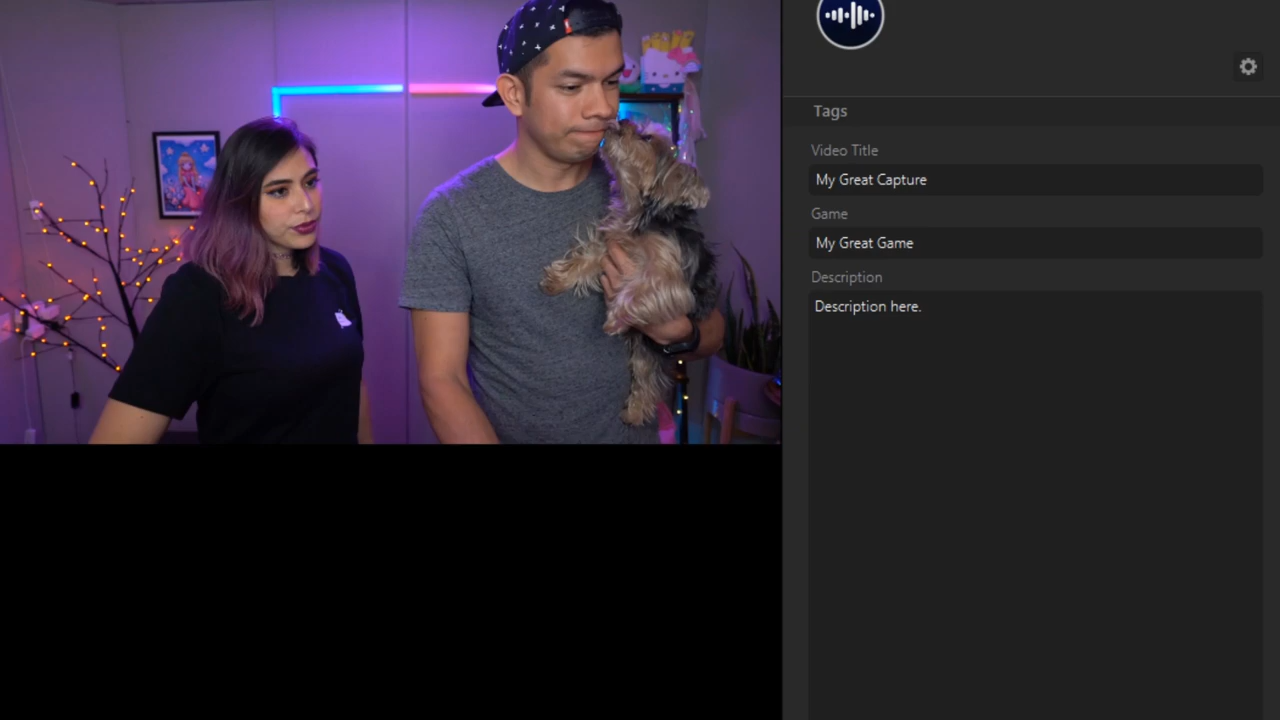 Tags
Video Title
My Great Capture
Game
My Great Game
Description
Description here.